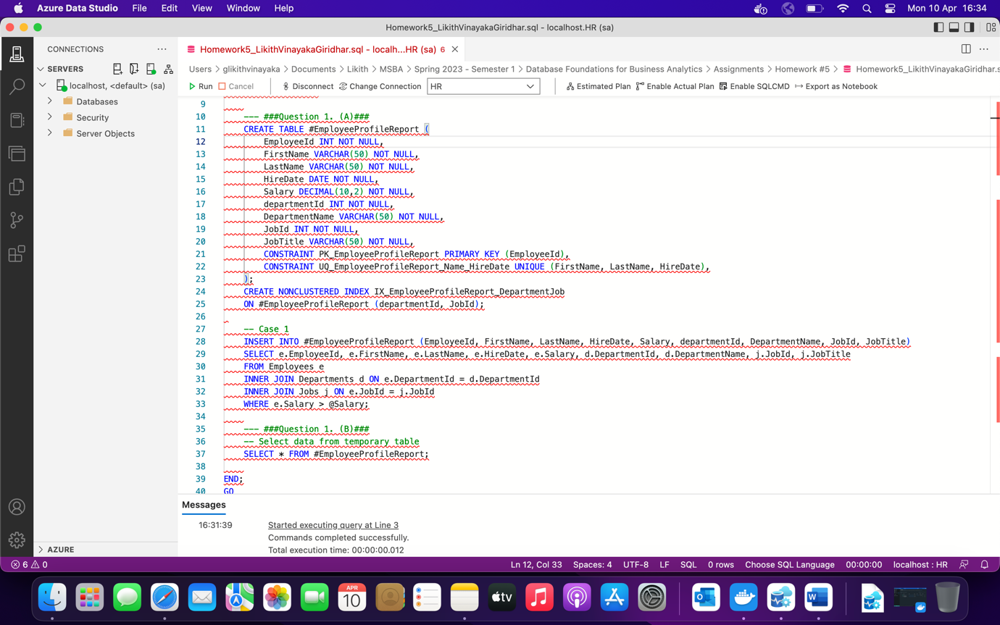 Azure Data Studio File Edit View Window Help Mon 10 Apr 16:34
Homework5_LikithVinayakaGiridhar.sql - localhost.HR (sa)
CONNECTIONS
Homework5_LikithVinayakaGiridhar.sql - localh...HR (sa) 6
SERVERS
Users > glikithvinayaka > Documents > Likith > MSBA > Spring 2023 - Semester 1 > Database Foundations for Business Analytics > Assignments > Homework #5 > Homework5_LikithVinayakaGiridhar.s
localhost, <default> (sa)
Databases
Security
Server Objects
Run Cancel Disconnect Change Connection HR Estimated Plan Enable Actual Plan Enable SQLCMD Export as Notebook
9
10 --- ###Question 1. (A)###
11 CREATE TABLE #EmployeeProfileReport (
12 EmployeeId INT NOT NULL,
13 FirstName VARCHAR(50) NOT NULL,
14 LastName VARCHAR(50) NOT NULL,
15 HireDate DATE NOT NULL,
16 Salary DECIMAL(10,2) NOT NULL,
17 departmentId INT NOT NULL,
18 DepartmentName VARCHAR(50) NOT NULL,
19 JobId INT NOT NULL,
20 JobTitle VARCHAR(50) NOT NULL,
21 CONSTRAINT PK_EmployeeProfileReport PRIMARY KEY (EmployeeId),
22 CONSTRAINT UQ_EmployeeProfileReport_Name_HireDate UNIQUE (FirstName, LastName, HireDate),
23 );
24 CREATE NONCLUSTERED INDEX IX_EmployeeProfileReport_DepartmentJob
25 ON #EmployeeProfileReport (departmentId, JobId);
26
27 -- Case 1
28 INSERT INTO #EmployeeProfileReport (EmployeeId, FirstName, LastName, HireDate, Salary, departmentId, DepartmentName, JobId, JobTitle)
29 SELECT e.EmployeeId, e.FirstName, e.LastName, e.HireDate, e.Salary, d.DepartmentId, d.DepartmentName, j.JobId, j.JobTitle
30 FROM Employees e
31 INNER JOIN Departments d ON e.DepartmentId = d.DepartmentId
32 INNER JOIN Jobs j ON e.JobId = j.JobId
33 WHERE e.Salary > @Salary;
34
35 --- ###Question 1. (B)###
36 -- Select data from temporary table
37 SELECT * FROM #EmployeeProfileReport;
38
39 END;
40 GO
Messages
16:31:39 Started executing query at Line 3
Commands completed successfully.
Total execution time: 00:00:00.012
AZURE
6 0 Ln 12, Col 33 Spaces: 4 UTF-8 LF SQL 0 rows Choose SQL Language 00:00:00 localhost : HR
APR
10
tv